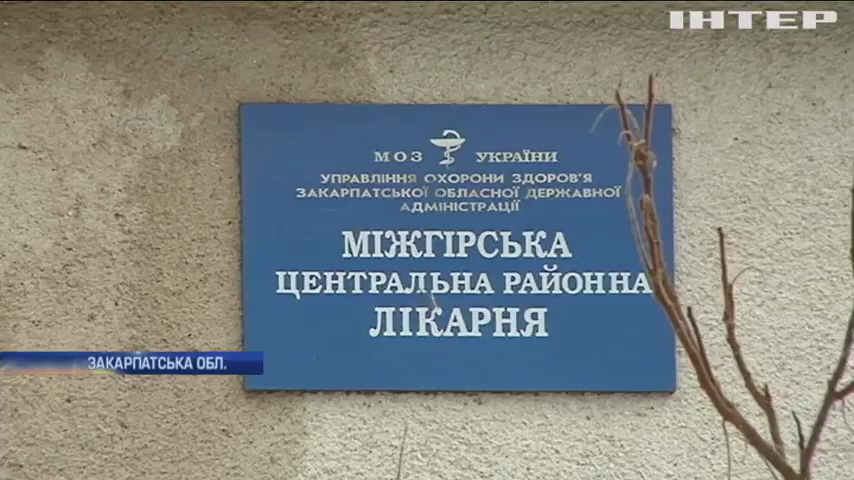 ІНТЕР
МОЗ УКРАЇНИ
УПРАВЛІННЯ ОХОРОНИ ЗДОРОВ'Я
ЗАКАРПАТСЬКОЇ ОБЛАСНОЇ ДЕРЖАВНОЇ
АДМІНІСТРАЦІЇ
МІЖГІРСЬКА
ЦЕНТРАЛЬНА РАЙОННА
ЛІКАРНЯ
ЗАКАРПАТСЬКА ОБЛ.